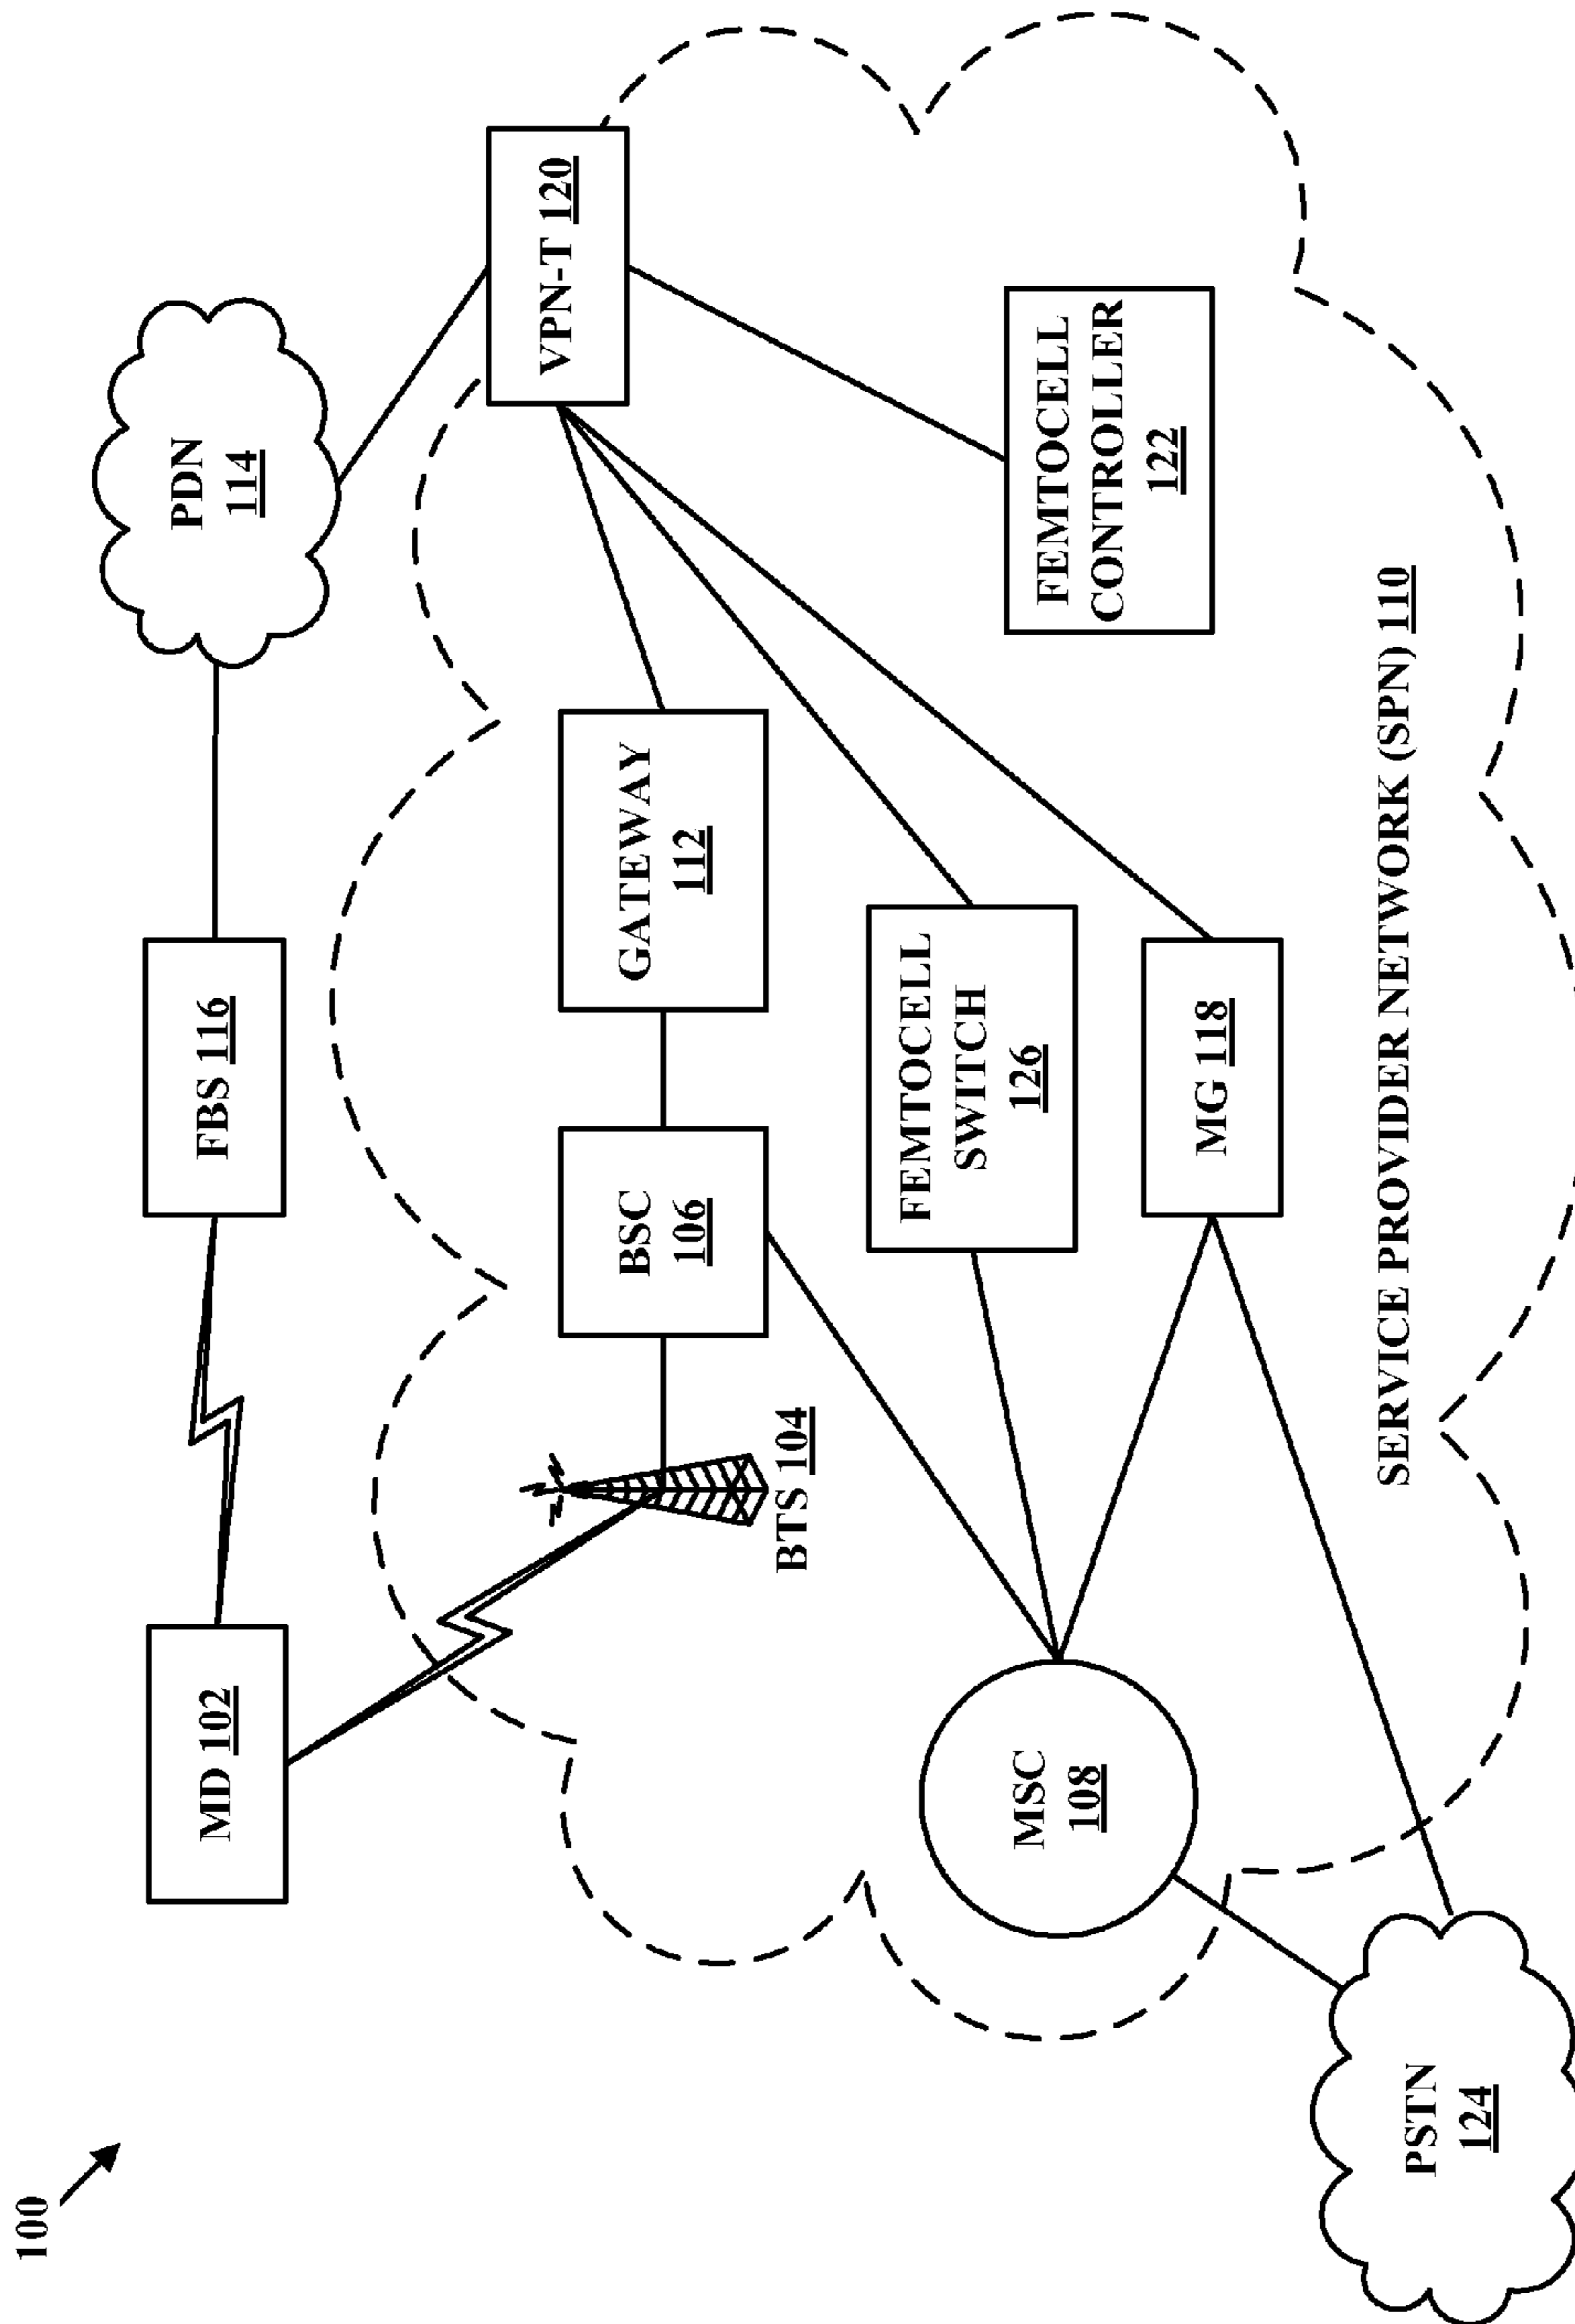 100
MD 102
FBS 116
PDN
114
BTS 104
BSC
106
GATEWAY
112
VPN-T 120
MSC
108
FEMTOCELL
SWITCH
126
MG 118
FEMTOCELL
CONTROLLER
122
PSTN
124
SERVICE PROVIDER NETWORK (SPN) 110